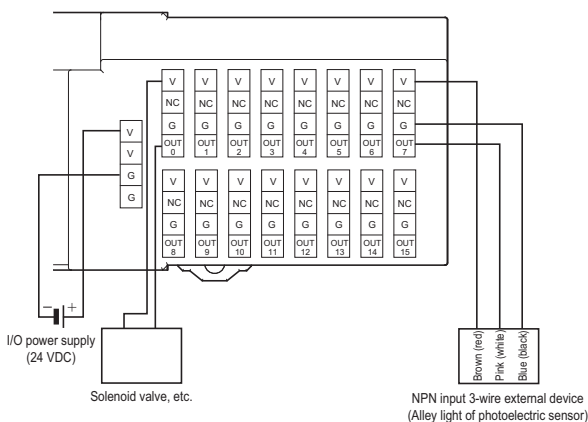 V V V V V V V V
NC NC NC NC NC NC NC NC
G G G G G G G G
OUT OUT OUT OUT OUT OUT OUT OUT
0 1 2 3 4 5 6 7
V
V
G
G
V V V V V V V V
NC NC NC NC NC NC NC NC
G G G G G G G G
OUT OUT OUT OUT OUT OUT OUT OUT
8 9 10 11 12 13 14 15
− +
I/O power supply
(24 VDC)
Solenoid valve, etc.
Brown (red)
Pink (white)
Blue (black)
NPN input 3-wire external device
(Alley light of photoelectric sensor)